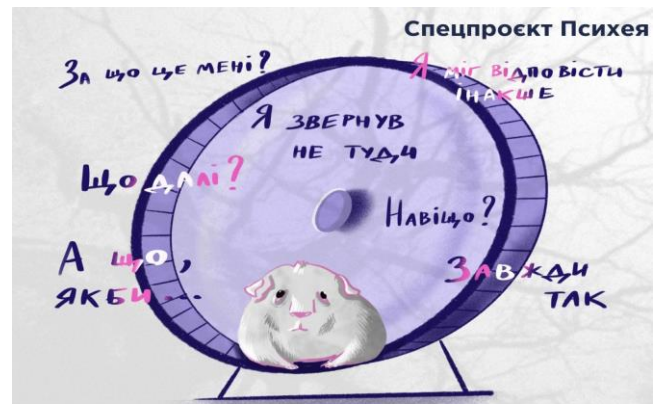 Спецпроєкт Психея
За що це мені?
Я міг відповісти
інакше
Я звернув
не туди
Що далі?
Навіщо?
А що,
якби...
Завжди
так